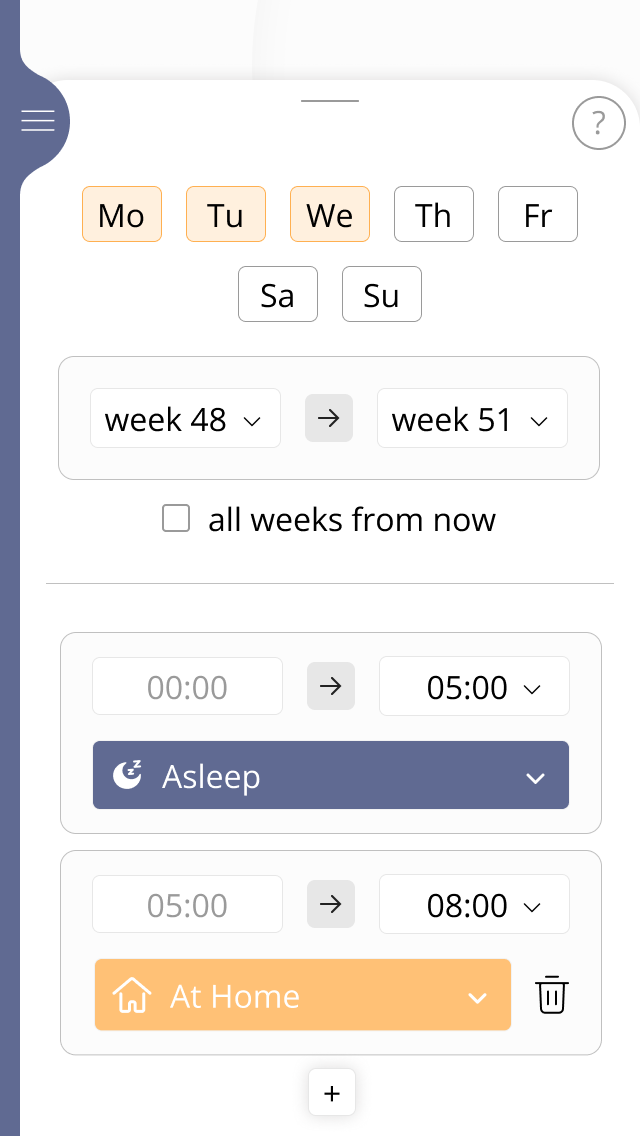 ?
Mo Tu We Th Fr
Sa Su
week 48 week 51
all weeks from now
00:00 05:00
zz Asleep
05:00 08:00
At Home
+